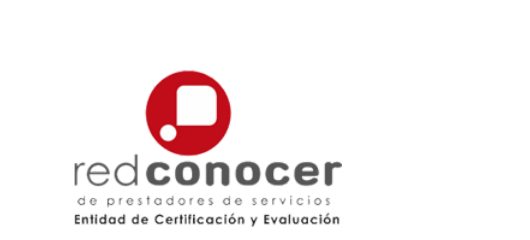 redconocer
de prestadores de servicios
Entidad de Certificación y Evaluación